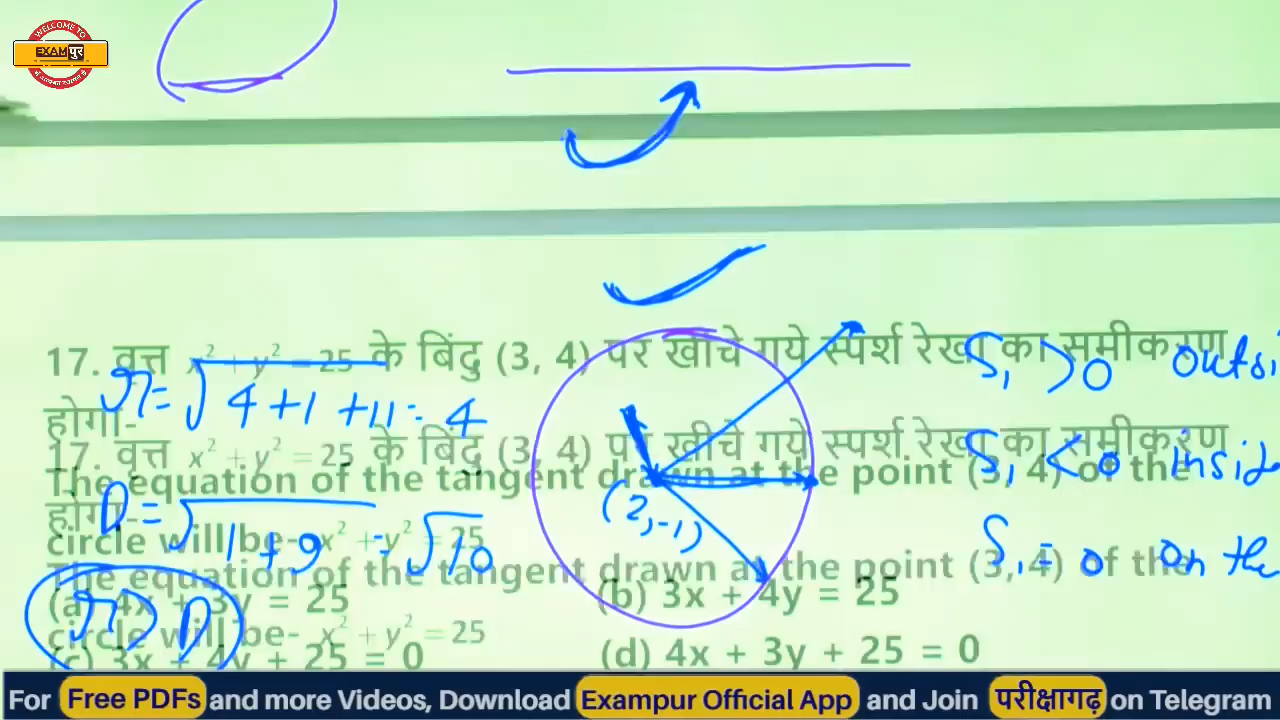 WELCOME TO
EXAMपुर
17. वृत्त x² + y² = 25 के बिंदु (3, 4) पर खींचे गये स्पर्श रेखा का समीकरण
r = √4 + 1 + 11 = 4
S₁ > 0 outsi
होगा-
17. वृत्त x² + y² = 25 के बिंदु (3, 4) पर खींचे गये स्पर्श रेखा का समीकरण
S₁ < 0 inside
The equation of the tangent drawn at the point (3, 4) of the
होगा-
(2, -1)
D = √1 + 9 = √10
circle will be- x² + y² = 25
S₁ = 0 on the
The equation of the tangent drawn at the point (3, 4) of the
(a) 4x + 3y = 25 (b) 3x + 4y = 25
r > D
circle will be- x² + y² = 25
(c) 3x + 4y + 25 = 0 (d) 4x + 3y + 25 = 0
For Free PDFs and more Videos, Download Exampur Official App and Join परीक्षागढ़ on Telegram